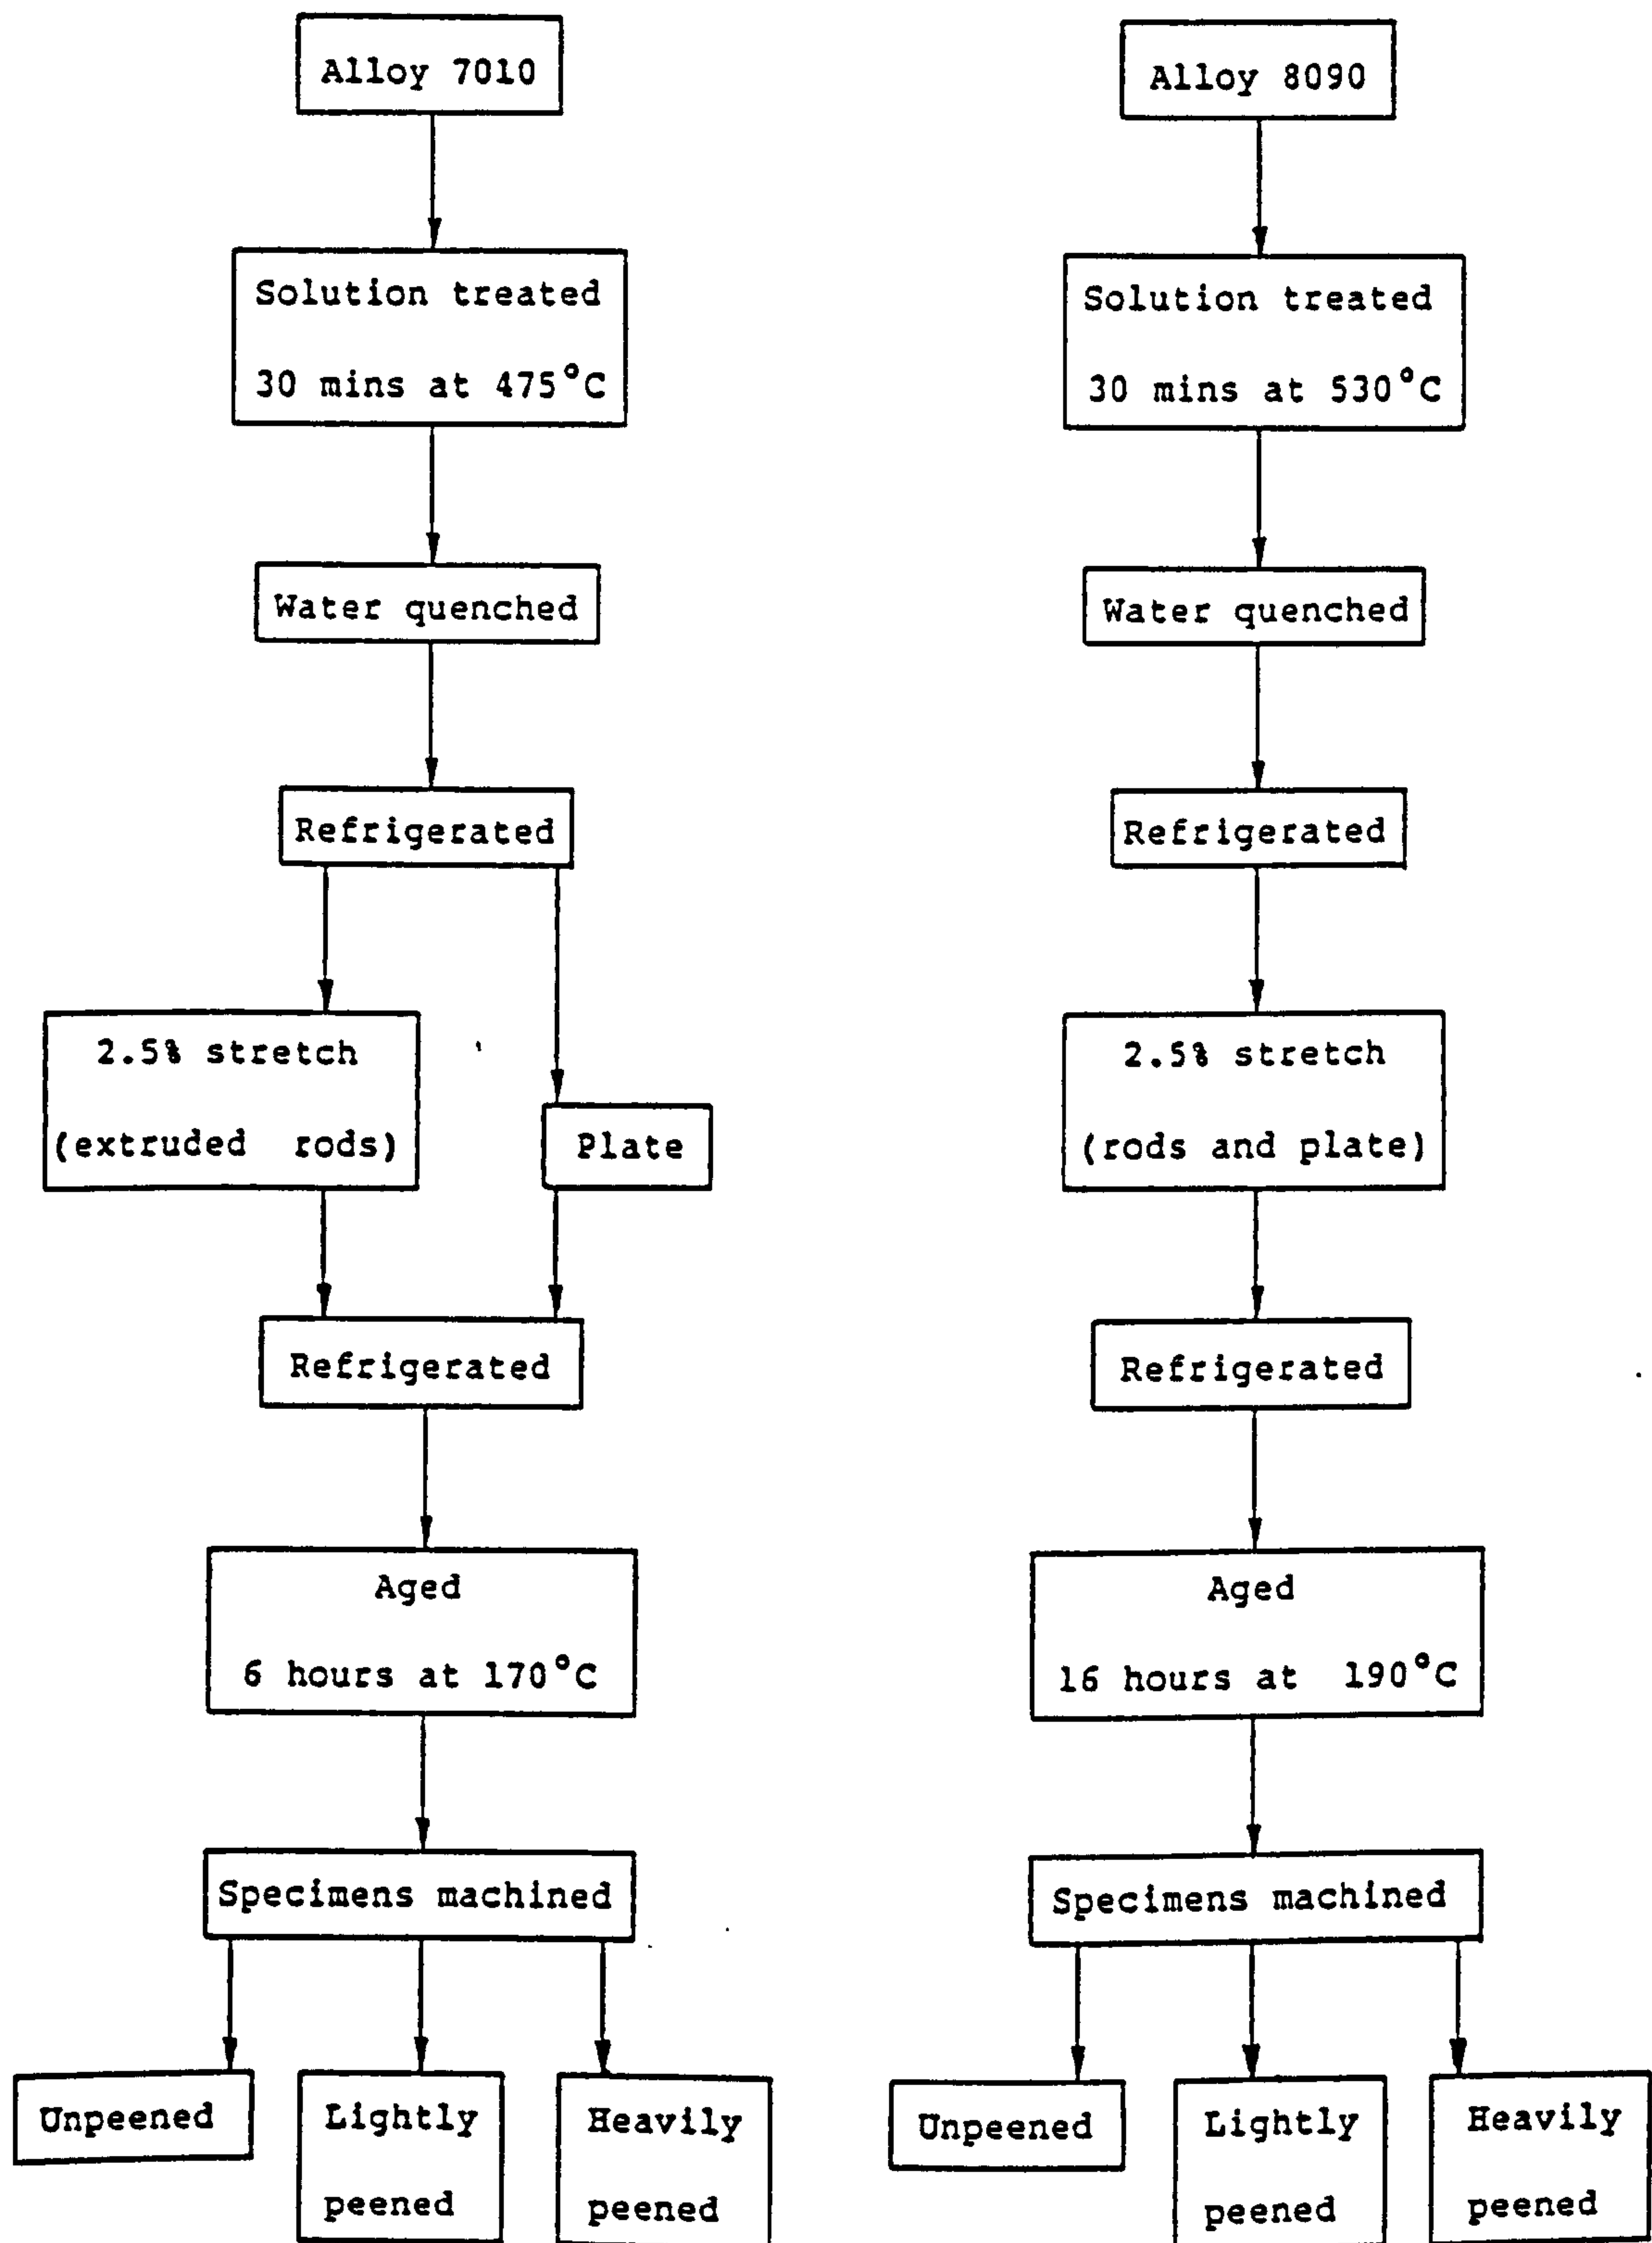 Alloy 7010
Solution treated
30 mins at 475°C
Water quenched
Refrigerated
2.5% stretch
(extruded rods)
Plate
Refrigerated
Aged
6 hours at 170°C
Specimens machined
Unpeened
Lightly
peened
Heavily
peened
Alloy 8090
Solution treated
30 mins at 530°C
Water quenched
Refrigerated
2.5% stretch
(rods and plate)
Refrigerated
Aged
16 hours at 190°C
Specimens machined
Unpeened
Lightly
peened
Heavily
peened